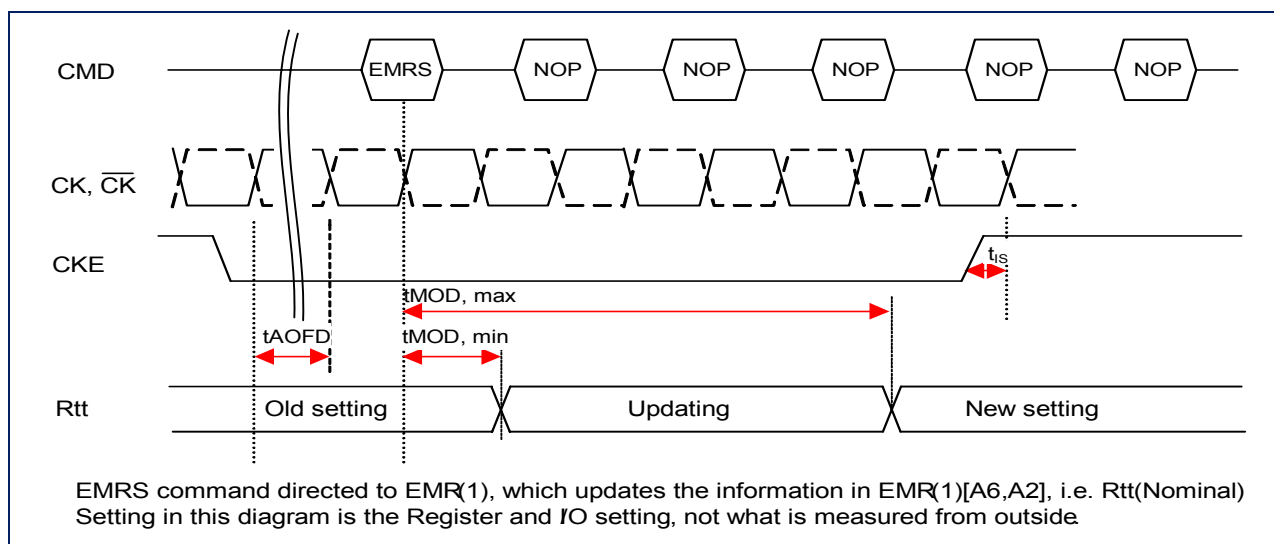 CMD EMRS NOP NOP NOP NOP NOP
CK, C̅K̅
CKE tIS
tMOD, max
tAOFD tMOD, min
Rtt Old setting Updating New setting
EMRS command directed to EMR(1), which updates the information in EMR(1)[A6,A2], i.e. Rtt(Nominal)
Setting in this diagram is the Register and I/O setting, not what is measured from outside.